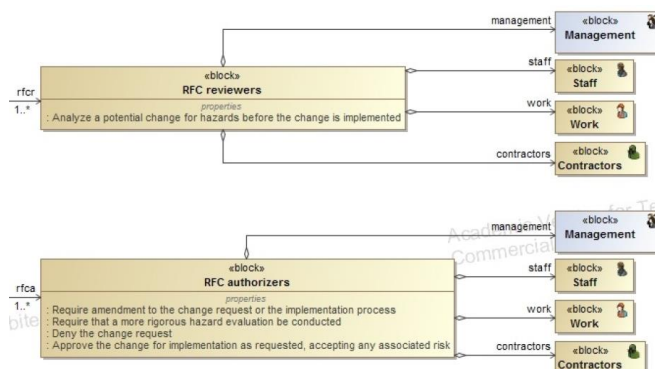 management
«block»
Management
«block»
RFC reviewers
staff
«block»
Staff
rfcr
1..*
properties
: Analyze a potential change for hazards before the change is implemented
work
«block»
Work
contractors
«block»
Contractors
management
«block»
Management
Commercial
«block»
RFC authorizers
staff
«block»
Staff
rfca
1..*
properties
: Require amendment to the change request or the implementation process
: Require that a more rigorous hazard evaluation be conducted
: Deny the change request
: Approve the change for implementation as requested, accepting any associated risk
work
«block»
Work
contractors
«block»
Contractors